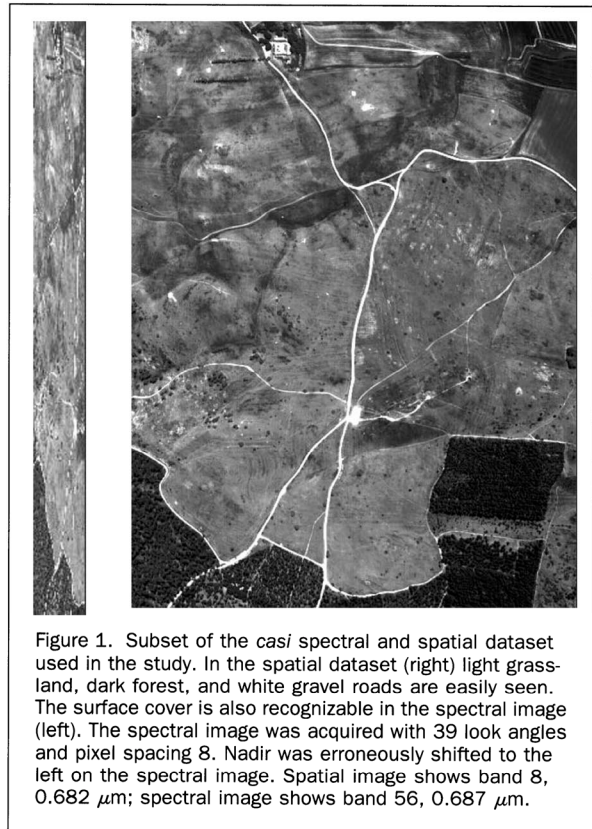 Figure 1. Subset of the casi spectral and spatial dataset
used in the study. In the spatial dataset (right) light grass-
land, dark forest, and white gravel roads are easily seen.
The surface cover is also recognizable in the spectral image
(left). The spectral image was acquired with 39 look angles
and pixel spacing 8. Nadir was erroneously shifted to the
left on the spectral image. Spatial image shows band 8,
0.682 μm; spectral image shows band 56, 0.687 μm.